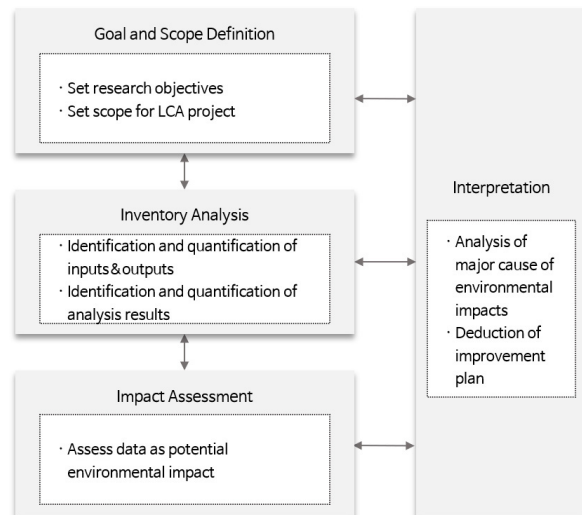 Goal and Scope Definition
· Set research objectives
· Set scope for LCA project
Inventory Analysis
· Identification and quantification of
inputs&outputs
· Identification and quantification of
analysis results
Impact Assessment
· Assess data as potential
environmental impact
Interpretation
· Analysis of
major cause of
environmental
impacts
· Deduction of
improvement
plan